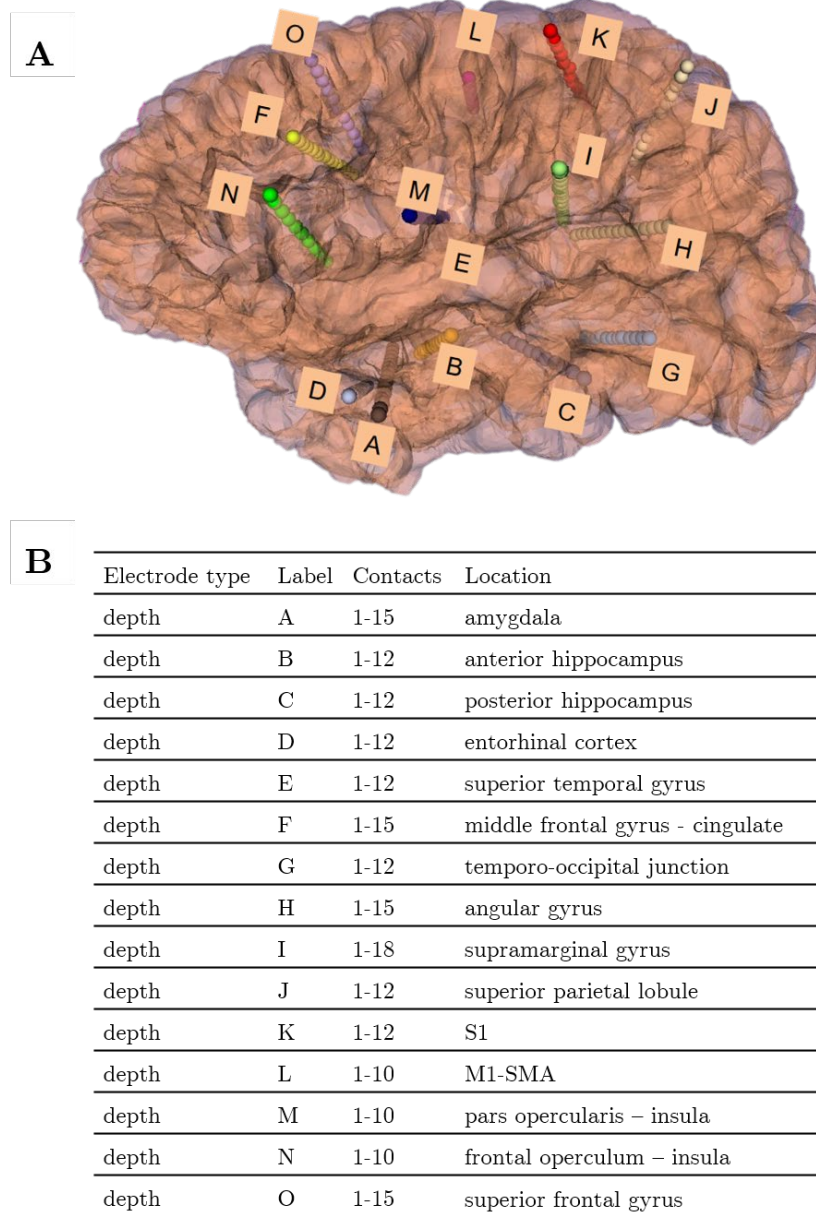 A
O
L
K
J
F
I
N
M
E
H
B
G
D
C
A
B
Electrode type Label Contacts Location
depth A 1-15 amygdala
depth B 1-12 anterior hippocampus
depth C 1-12 posterior hippocampus
depth D 1-12 entorhinal cortex
depth E 1-12 superior temporal gyrus
depth F 1-15 middle frontal gyrus - cingulate
depth G 1-12 temporo-occipital junction
depth H 1-15 angular gyrus
depth I 1-18 supramarginal gyrus
depth J 1-12 superior parietal lobule
depth K 1-12 S1
depth L 1-10 M1-SMA
depth M 1-10 pars opercularis – insula
depth N 1-10 frontal operculum – insula
depth O 1-15 superior frontal gyrus